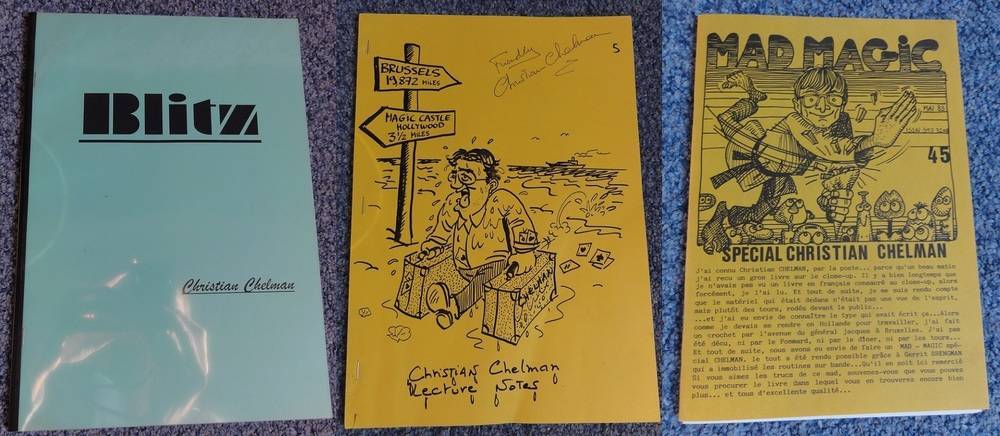 Blitz
Christian Chelman
Friendly
Christian Chelman
S
BRUSSELS
19872 MILES
MAGIC CASTLE
HOLLYWOOD
3½ MILES
CHELMAN
Christian Chelman
Lecture Notes
MAD MAGIC
MAI 83
45
SPECIAL CHRISTIAN CHELMAN
J'ai connu Christian CHELMAN, par la poste... parce qu'un beau matin
j'ai recu un gros livre sur le close-up. Il y a bien longtemps que
je n'avais pas vu un livre en français consacré au close-up, alors
forcément, je l'ai lu. Et tout de suite, je me suis rendu compte
que le matériel qui était dedans n'était pas une vue de l'esprit,
mais plutôt des tours, rodés devant le public...
...et j'ai eu envie de connaître le type qui avait écrit ça...Alors
comme je devais me rendre en Hollande pour travailler, j'ai fait
un crochet par l'avenue du général jacques à Bruxelles. J'ai pas
été déçu, ni par le Pommard, ni par le dîner, ni par les tours...
Et tout de suite, nous avons eu envie de faire un MAD - MAGIC spé-
cial CHELMAN. le tout a été rendu possible grâce à Gerrit BRENGMAN
qui a immobilisé les routines sur bande...Qu'il en soit ici remercié
Si vous aimes les trucs de ce mad, souvenez-vous que vous pouvez
vous procurer le livre dans lequel vous en trouverez encore bien
plus... et tous d'excellente qualité...